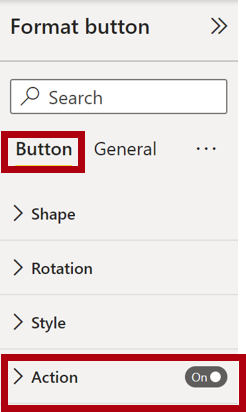 Format button
Search
Button General
Shape
Rotation
Style
Action On